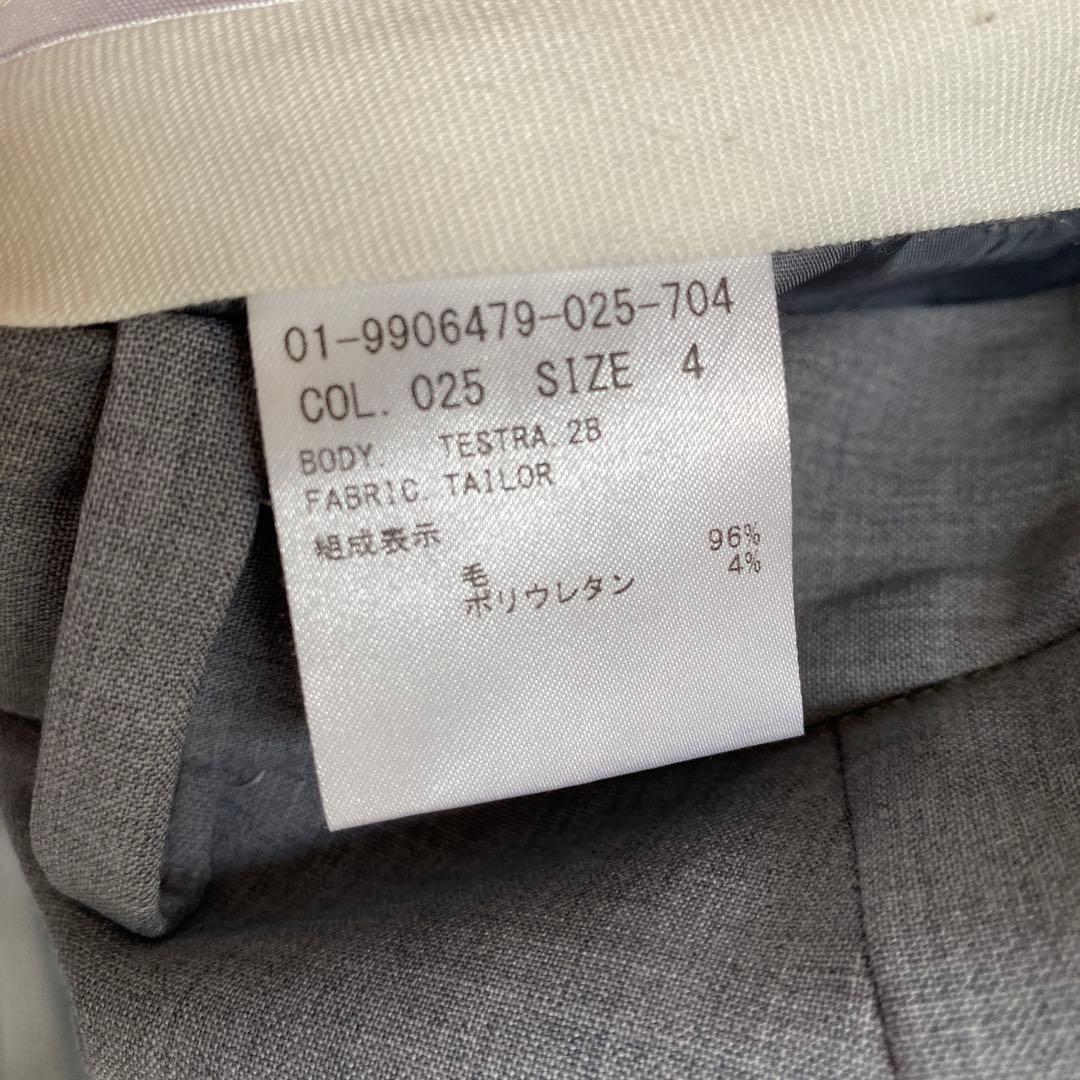 01-9906479-025-704
COL. 025 SIZE 4
BODY. TESTRA.2B
FABRIC. TAILOR
組成表示
毛 96%
ポリウレタン 4%